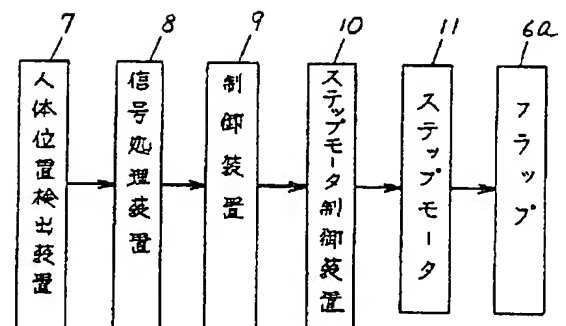 7
8
9
10
11
6a
人体位置検出装置
信号処理装置
制御装置
ステップモータ制御装置
ステップモータ
フラップ